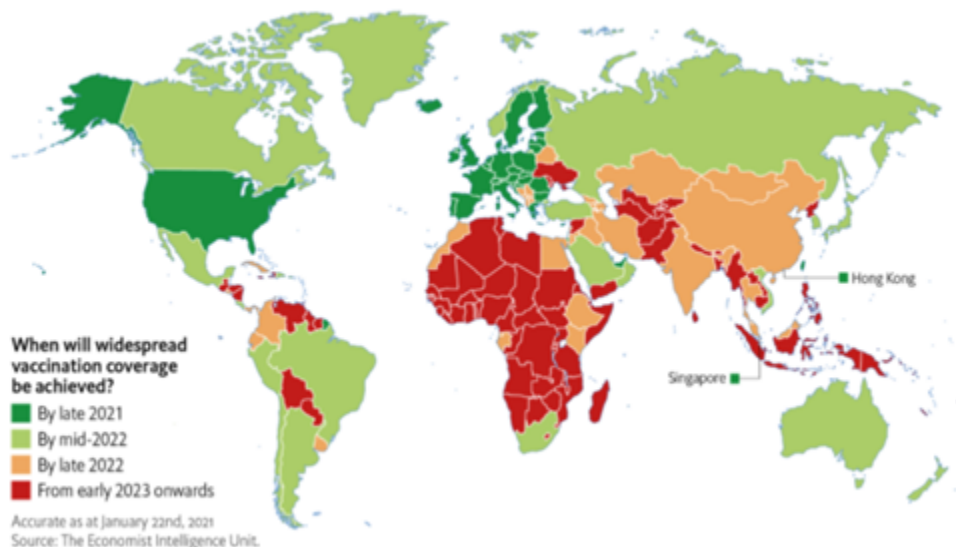 Hong Kong
Singapore
When will widespread
vaccination coverage
be achieved?
By late 2021
By mid-2022
By late 2022
From early 2023 onwards
Accurate as at January 22nd, 2021
Source: The Economist Intelligence Unit.